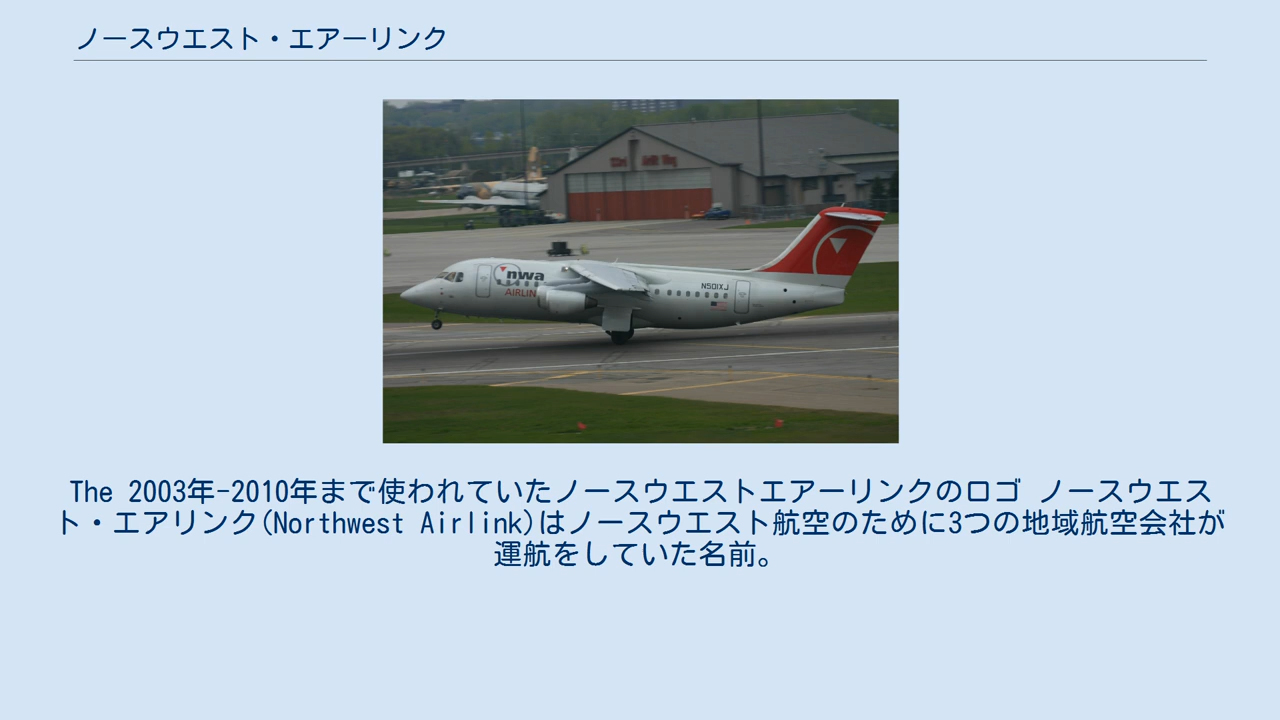 ノースウエスト・エアーリンク
nwa
AIRLIN
N501XJ
The 2003年-2010年まで使われていたノースウエストエアーリンクのロゴ ノースウエス
ト・エアリンク(Northwest Airlink)はノースウエスト航空のために3つの地域航空会社が
運航をしていた名前。